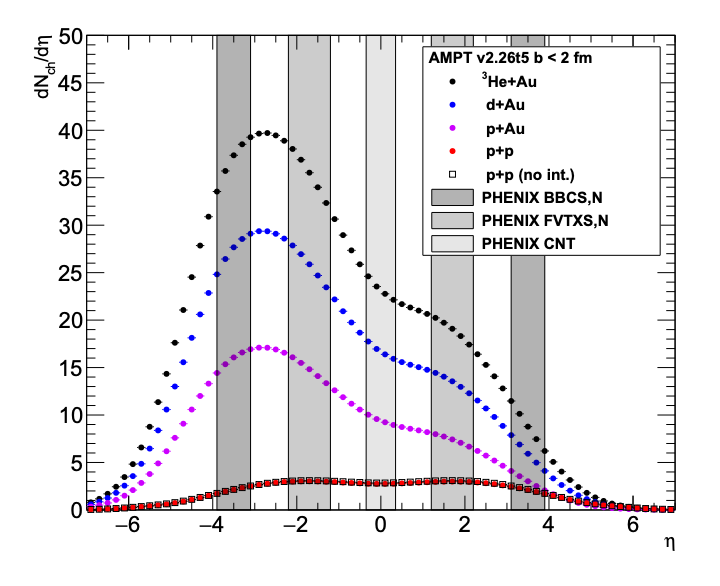 dN_ch/dη
50
45
40
35
30
25
20
15
10
5
0
−6
−4
−2
0
2
4
6
η
AMPT v2.26t5 b < 2 fm
³He+Au
d+Au
p+Au
p+p
p+p (no int.)
PHENIX BBCS,N
PHENIX FVTXS,N
PHENIX CNT